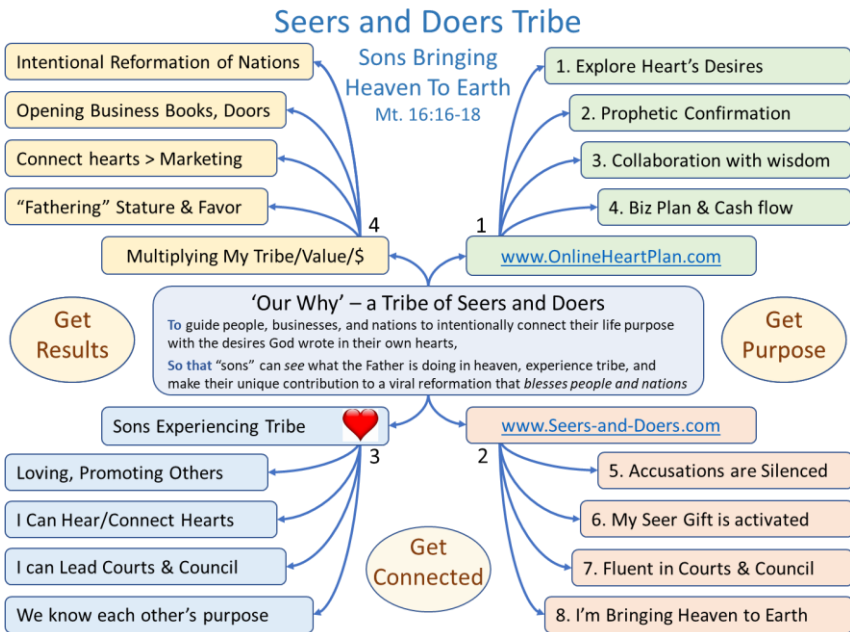 Seers and Doers Tribe
Sons Bringing
Heaven To Earth
Mt. 16:16-18
Intentional Reformation of Nations
Opening Business Books, Doors
Connect hearts > Marketing
“Fathering” Stature & Favor
4
Multiplying My Tribe/Value/$
1. Explore Heart’s Desires
2. Prophetic Confirmation
3. Collaboration with wisdom
4. Biz Plan & Cash flow
1
www.OnlineHeartPlan.com
Get
Results
‘Our Why’ – a Tribe of Seers and Doers
To guide people, businesses, and nations to intentionally connect their life purpose
with the desires God wrote in their own hearts,
So that “sons” can see what the Father is doing in heaven, experience tribe, and
make their unique contribution to a viral reformation that blesses people and nations
Get
Purpose
Sons Experiencing Tribe
3
Loving, Promoting Others
I Can Hear/Connect Hearts
I can Lead Courts & Council
We know each other’s purpose
Get
Connected
www.Seers-and-Doers.com
2
5. Accusations are Silenced
6. My Seer Gift is activated
7. Fluent in Courts & Council
8. I’m Bringing Heaven to Earth